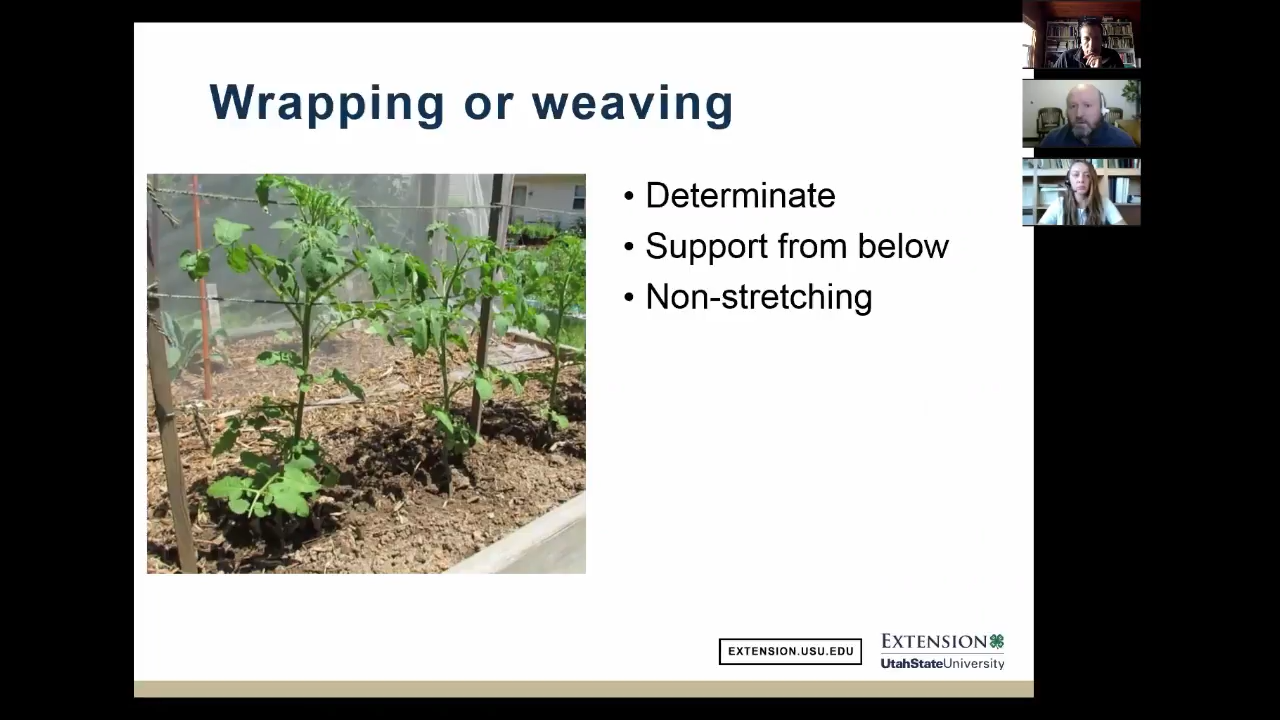 Wrapping or weaving
• Determinate
• Support from below
• Non-stretching
EXTENSION.USU.EDU
EXTENSION
UtahStateUniversity